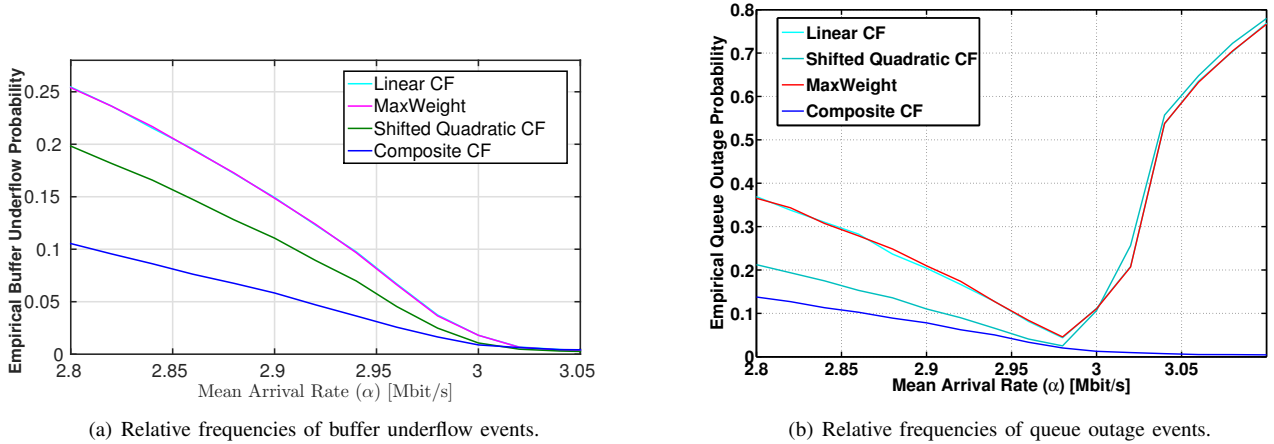 Empirical Buffer Underflow Probability
0.25
0.2
0.15
0.1
0.05
0
Linear CF
MaxWeight
Shifted Quadratic CF
Composite CF
2.8 2.85 2.9 2.95 3 3.05
Mean Arrival Rate (α) [Mbit/s]
(a) Relative frequencies of buffer underflow events.
Empirical Queue Outage Probability
0.8
0.7
0.6
0.5
0.4
0.3
0.2
0.1
0
Linear CF
Shifted Quadratic CF
MaxWeight
Composite CF
2.8 2.85 2.9 2.95 3 3.05
Mean Arrival Rate (α) [Mbit/s]
(b) Relative frequencies of queue outage events.